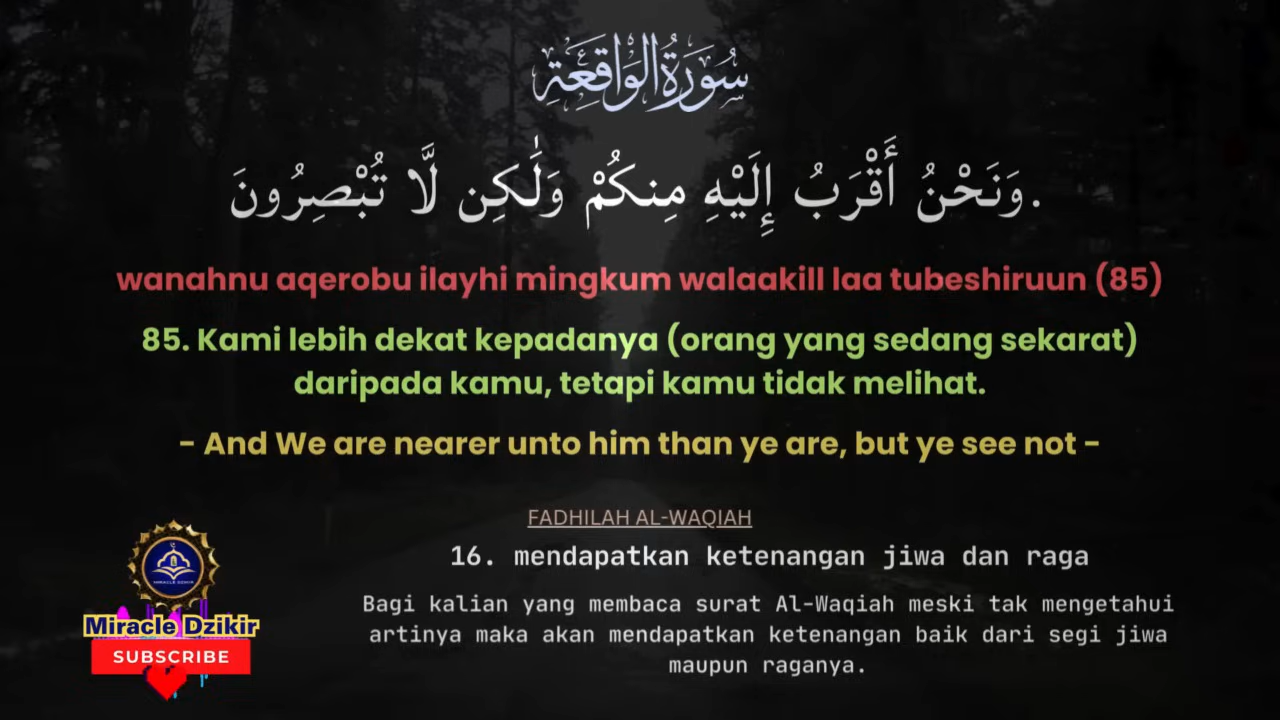 سُورَةُ الْوَاقِعَةِ
وَنَحْنُ أَقْرَبُ إِلَيْهِ مِنكُمْ وَلَٰكِن لَّا تُبْصِرُونَ.
wanahnu aqerobu ilayhi mingkum walaakill laa tubeshiruun (85)
85. Kami lebih dekat kepadanya (orang yang sedang sekarat)
daripada kamu, tetapi kamu tidak melihat.
- And We are nearer unto him than ye are, but ye see not -
FADHILAH AL-WAQIAH
16. mendapatkan ketenangan jiwa dan raga
Bagi kalian yang membaca surat Al-Waqiah meski tak mengetahui
artinya maka akan mendapatkan ketenangan baik dari segi jiwa
maupun raganya.
MIRACLE DZIKIR
Miracle Dzikir
SUBSCRIBE